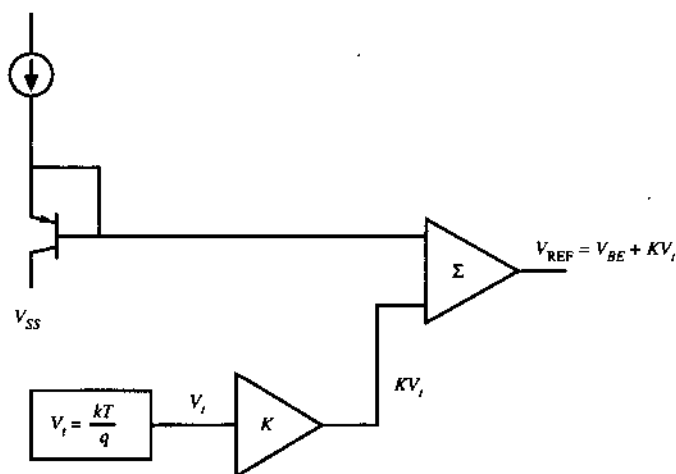 Σ
V_REF = V_BE + KV_t
V_SS
KV_t
V_t = kT/q
V_t
K